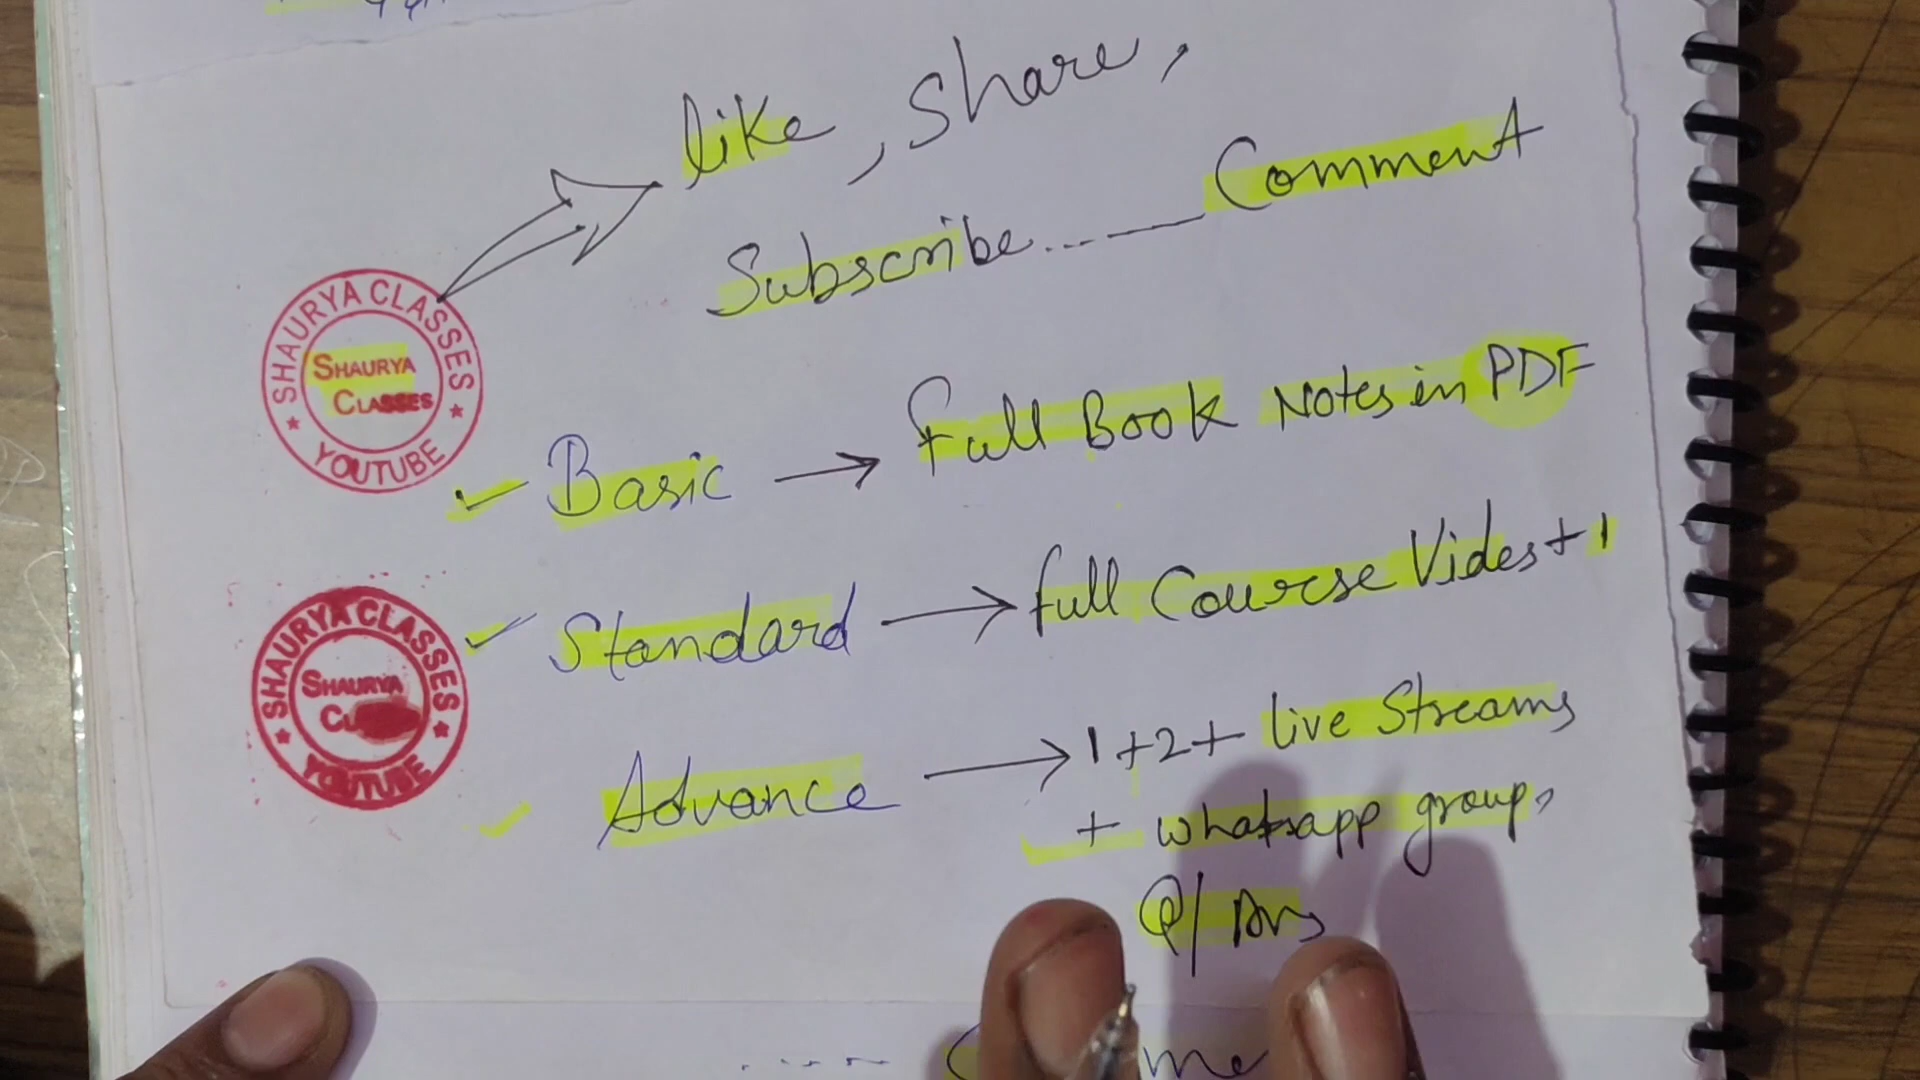 like, Share,
Subscribe...---- Comment
SHAURYA CLASSES
SHAURYA
CLASSES
YOUTUBE
Basic → Full Book Notes in PDF
Standard → full Course Vides + 1
SHAURYA CLASSES
SHAURYA
YOUTUBE
Advance → 1+2+ live Streams
+ whatsapp group,
Q/Ans